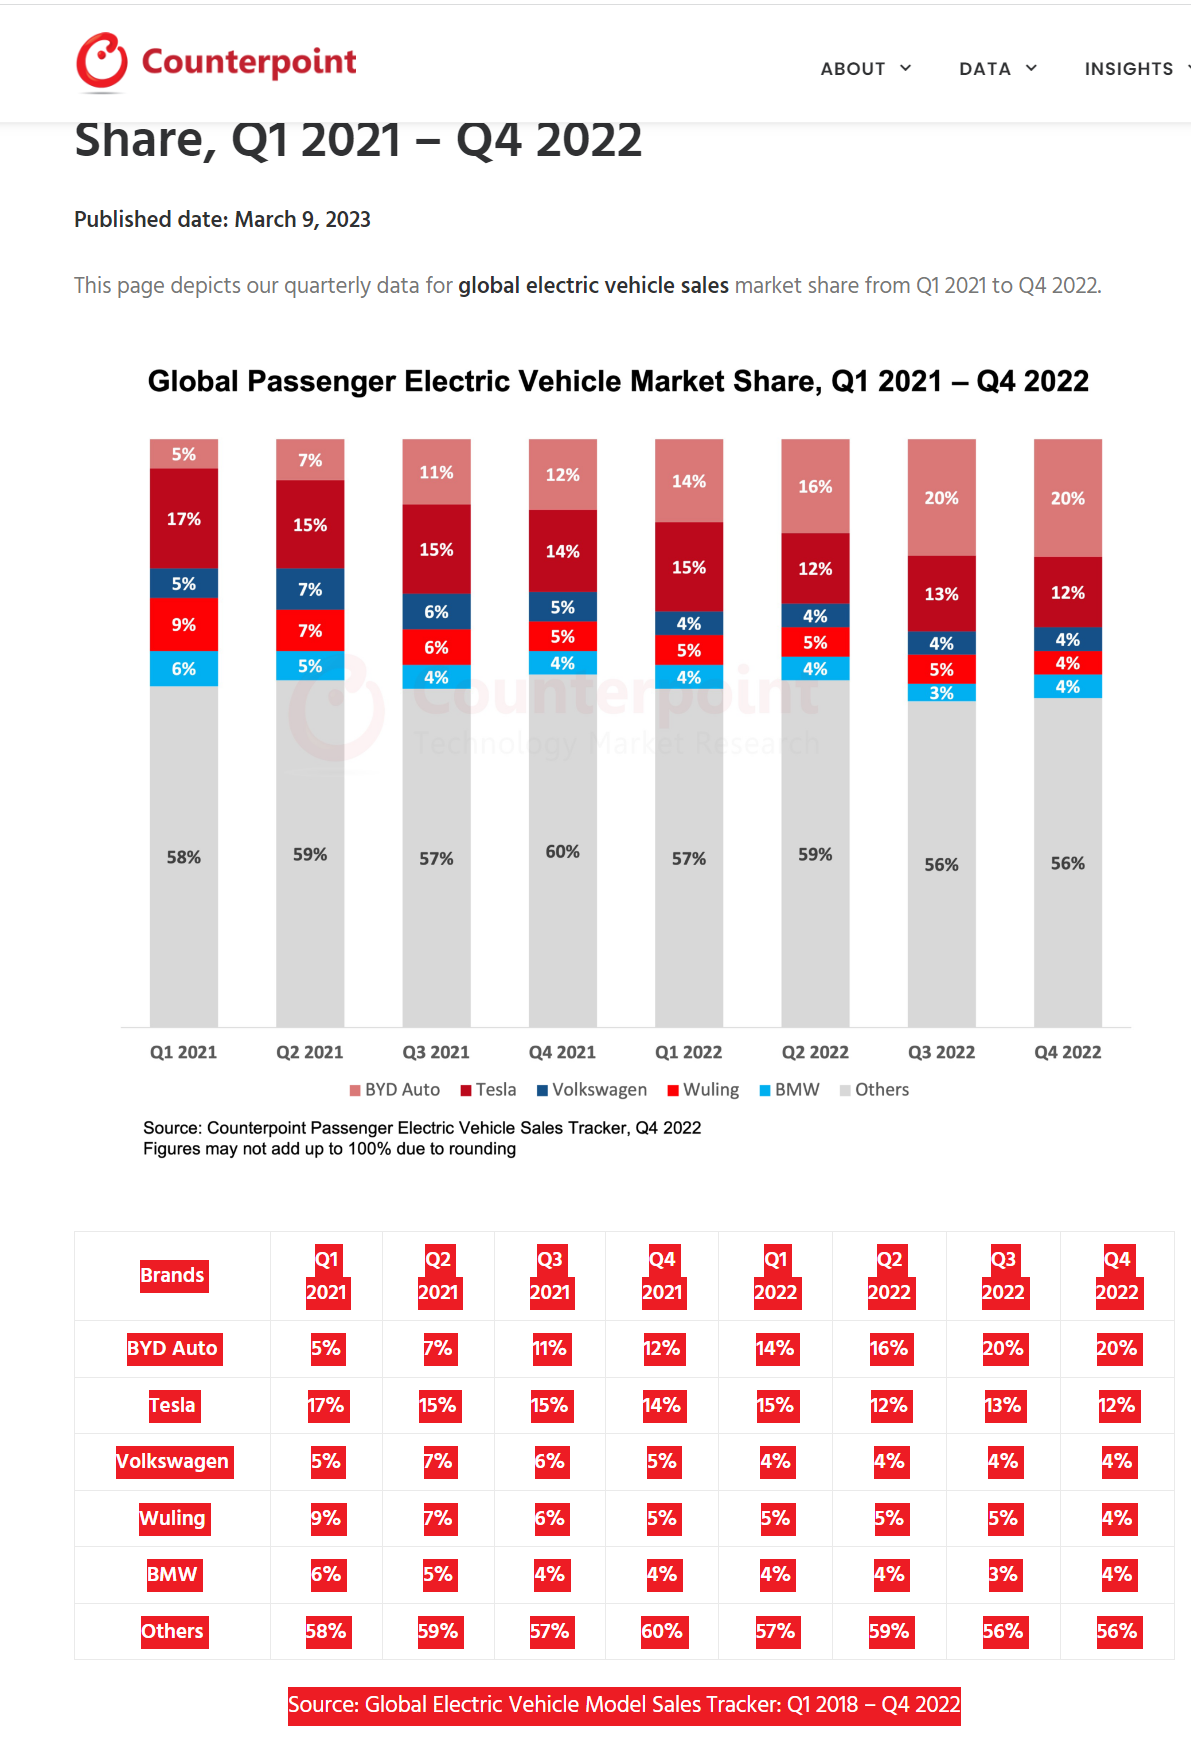 Counterpoint
ABOUT DATA INSIGHTS
Share, Q1 2021 – Q4 2022
Published date: March 9, 2023
This page depicts our quarterly data for global electric vehicle sales market share from Q1 2021 to Q4 2022.
Global Passenger Electric Vehicle Market Share, Q1 2021 – Q4 2022
5% 7% 11% 12% 14% 16% 20% 20%
17% 15% 15% 14% 15% 12% 13% 12%
5% 7% 6% 5% 4% 4% 4% 4%
9% 7% 6% 5% 5% 5% 5% 4%
6% 5% 4% 4% 4% 4% 3% 4%
Counterpoint
Technology Market Research
58% 59% 57% 60% 57% 59% 56% 56%
Q1 2021 Q2 2021 Q3 2021 Q4 2021 Q1 2022 Q2 2022 Q3 2022 Q4 2022
BYD Auto Tesla Volkswagen Wuling BMW Others
Source: Counterpoint Passenger Electric Vehicle Sales Tracker, Q4 2022
Figures may not add up to 100% due to rounding
Brands Q1 2021 Q2 2021 Q3 2021 Q4 2021 Q1 2022 Q2 2022 Q3 2022 Q4 2022
BYD Auto 5% 7% 11% 12% 14% 16% 20% 20%
Tesla 17% 15% 15% 14% 15% 12% 13% 12%
Volkswagen 5% 7% 6% 5% 4% 4% 4% 4%
Wuling 9% 7% 6% 5% 5% 5% 5% 4%
BMW 6% 5% 4% 4% 4% 4% 3% 4%
Others 58% 59% 57% 60% 57% 59% 56% 56%
Source: Global Electric Vehicle Model Sales Tracker: Q1 2018 – Q4 2022